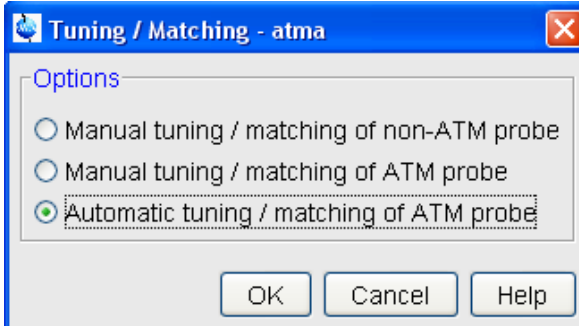 Tuning / Matching - atma
Options
Manual tuning / matching of non-ATM probe
Manual tuning / matching of ATM probe
Automatic tuning / matching of ATM probe
OK Cancel Help